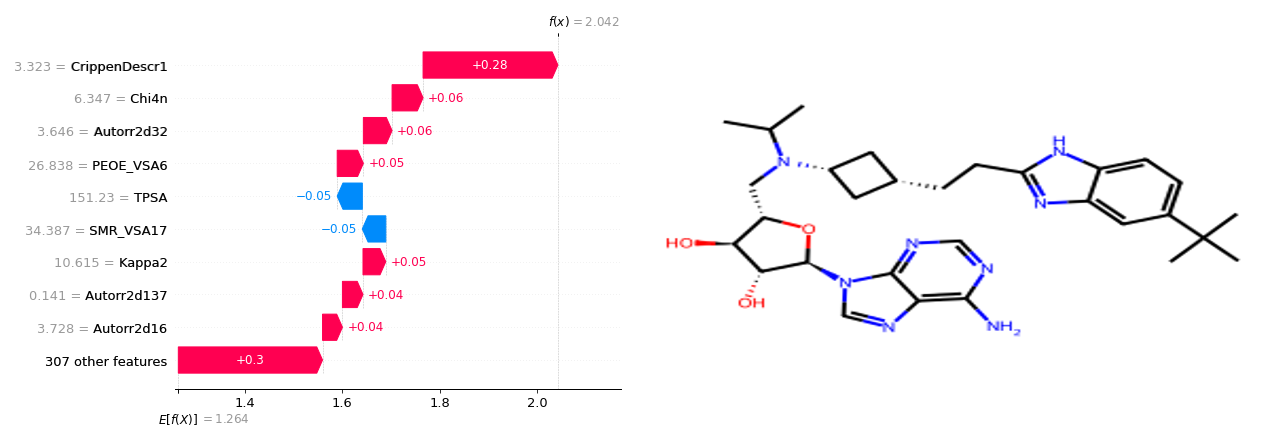 f(x) = 2.042
3.323 = CrippenDescr1
+0.28
6.347 = Chi4n
+0.06
3.646 = Autorr2d32
+0.06
26.838 = PEOE_VSA6
+0.05
151.23 = TPSA
−0.05
34.387 = SMR_VSA17
−0.05
10.615 = Kappa2
+0.05
0.141 = Autorr2d137
+0.04
3.728 = Autorr2d16
+0.04
307 other features
+0.3
1.4 1.6 1.8 2.0
E[f(X)] = 1.264
H
N
N
N
O
HO
OH
N
N
N
N
NH2